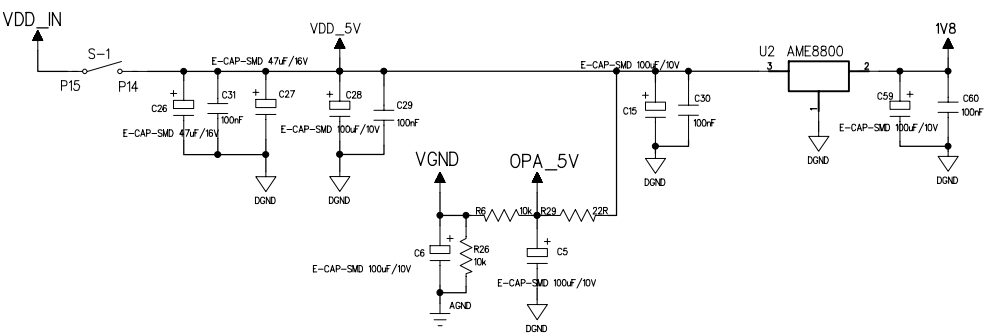 VDD_IN
VDD_5V
1V8
S-1
P15
P14
E-CAP-SMD 47uF/16V
E-CAP-SMD 100uF/10V
U2 AME8800
3
2
1
C26
C31
100nF
C27
C28
C29
100nF
E-CAP-SMD 47uF/16V
E-CAP-SMD 100uF/10V
C15
C30
100nF
C59
E-CAP-SMD 100uF/10V
C60
100nF
DGND
DGND
DGND
DGND
DGND
DGND
VGND
OPA_5V
R6
10k
R29
22R
C6
R26
10k
E-CAP-SMD 100uF/10V
C5
E-CAP-SMD 100uF/10V
AGND
DGND